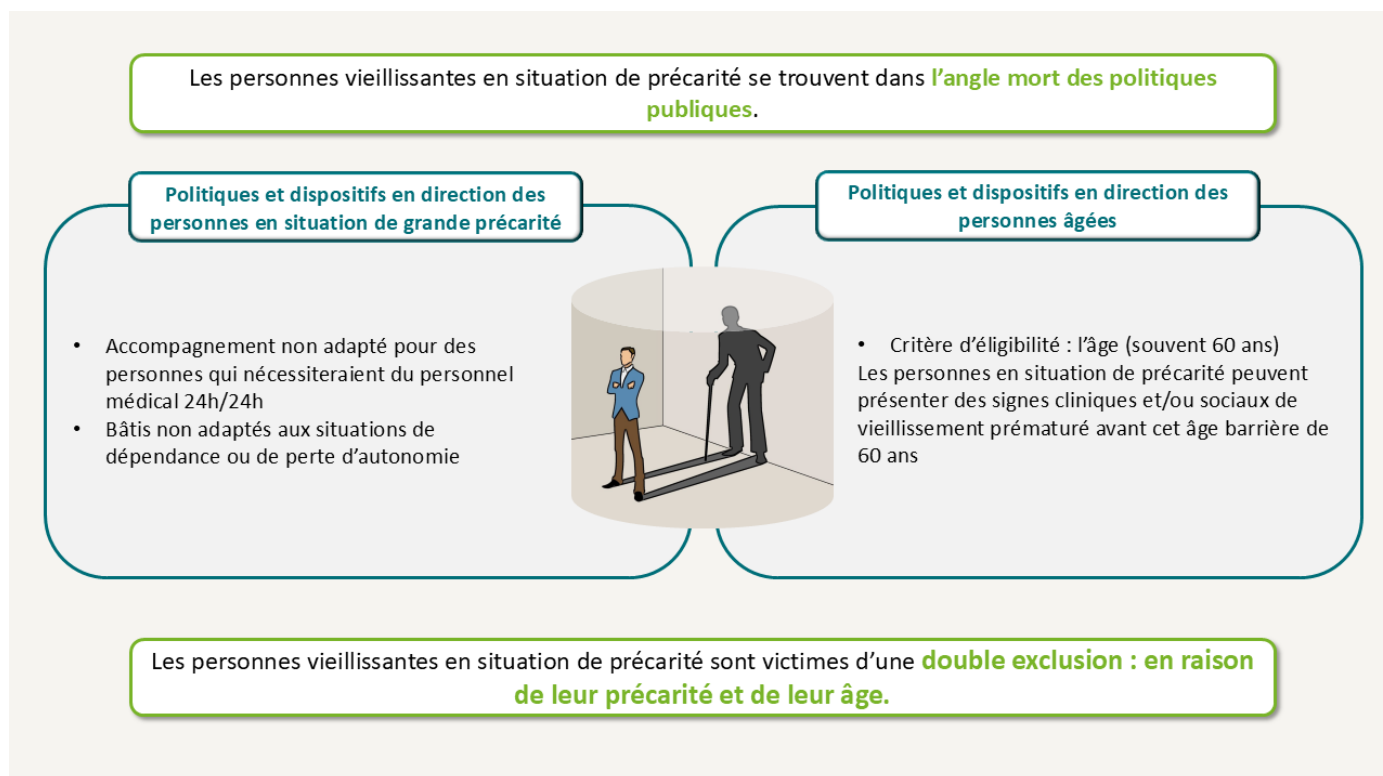 Les personnes vieillissantes en situation de précarité se trouvent dans l’angle mort des politiques
publiques.
Politiques et dispositifs en direction des
personnes en situation de grande précarité
• Accompagnement non adapté pour des
personnes qui nécessiteraient du personnel
médical 24h/24h
• Bâtis non adaptés aux situations de
dépendance ou de perte d’autonomie
Politiques et dispositifs en direction des
personnes âgées
• Critère d’éligibilité : l’âge (souvent 60 ans)
Les personnes en situation de précarité peuvent
présenter des signes cliniques et/ou sociaux de
vieillissement prématuré avant cet âge barrière de
60 ans
Les personnes vieillissantes en situation de précarité sont victimes d’une double exclusion : en raison
de leur précarité et de leur âge.